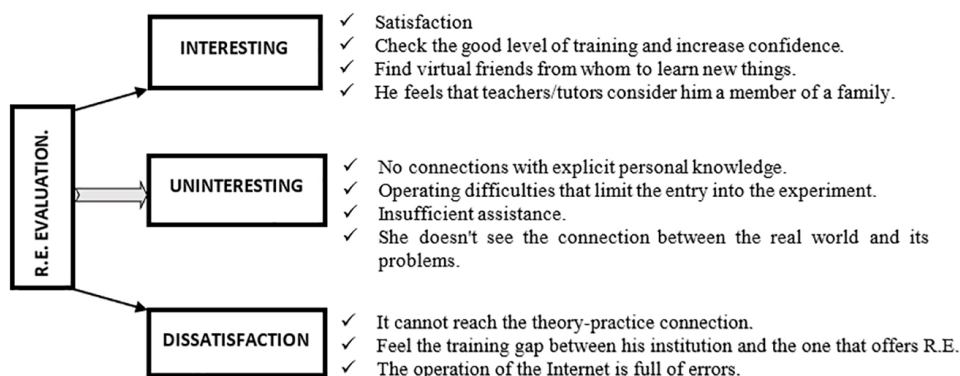 R.E. EVALUATION.
INTERESTING
✓ Satisfaction
✓ Check the good level of training and increase confidence.
✓ Find virtual friends from whom to learn new things.
✓ He feels that teachers/tutors consider him a member of a family.
UNINTERESTING
✓ No connections with explicit personal knowledge.
✓ Operating difficulties that limit the entry into the experiment.
✓ Insufficient assistance.
✓ She doesn't see the connection between the real world and its
problems.
DISSATISFACTION
✓ It cannot reach the theory-practice connection.
✓ Feel the training gap between his institution and the one that offers R.E.
✓ The operation of the Internet is full of errors.